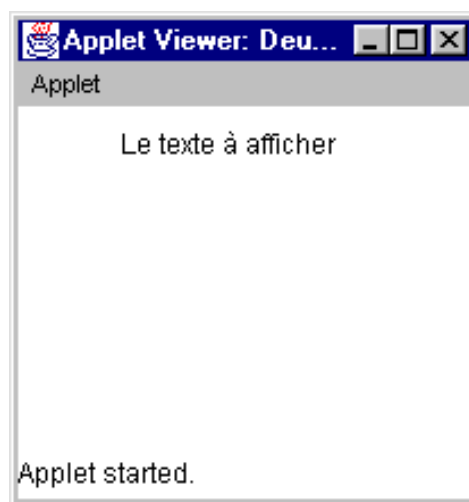 Applet Viewer: Deu...
Applet
Le texte à afficher
Applet started.